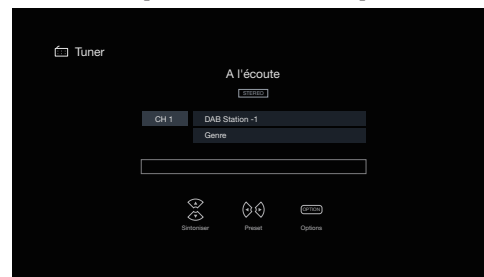 Tuner
A l'écoute
STEREO
CH 1
DAB Station -1
Genre
OPTION
Sintoniser
Preset
Options